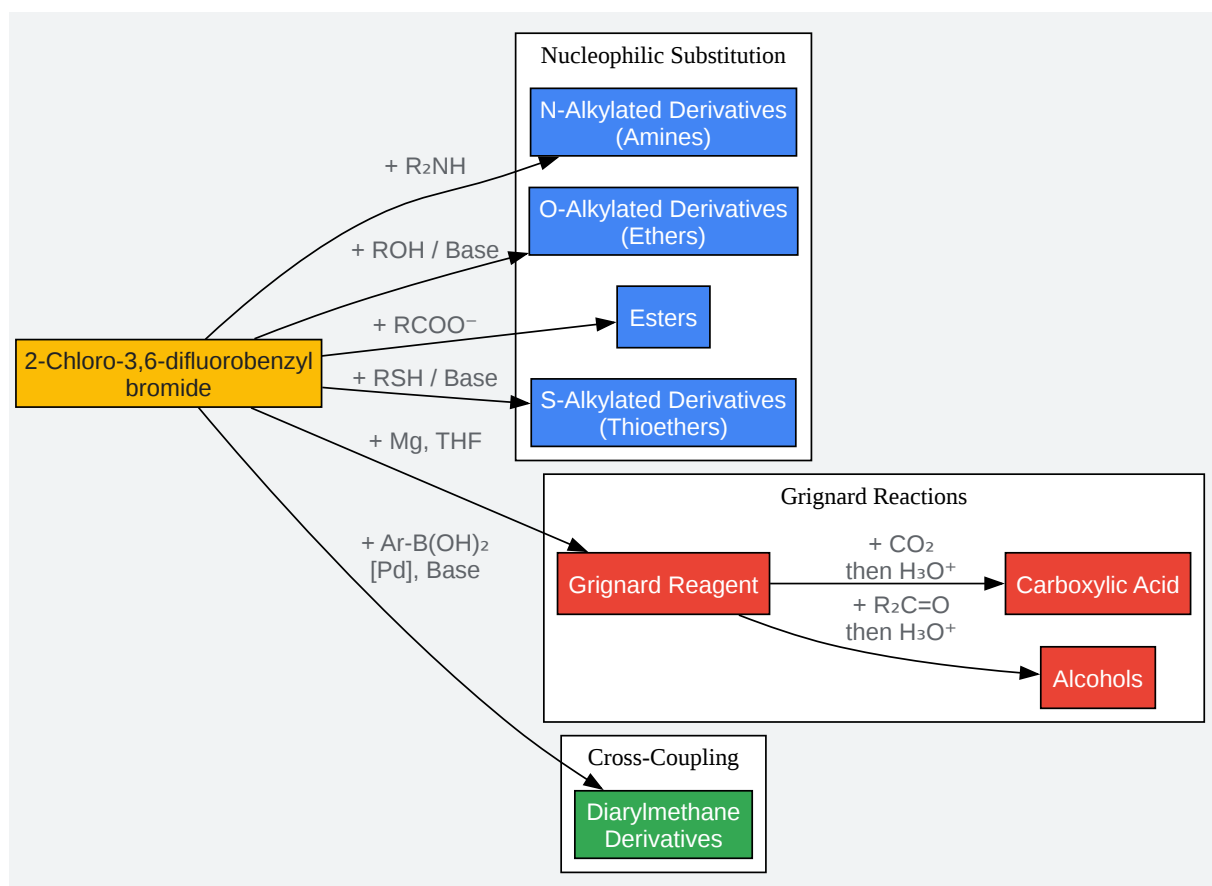 Nucleophilic Substitution
N-Alkylated Derivatives
(Amines)
+ R₂NH
O-Alkylated Derivatives
(Ethers)
+ ROH / Base
Esters
+ RCOO⁻
2-Chloro-3,6-difluorobenzyl
bromide
+ RSH / Base
S-Alkylated Derivatives
(Thioethers)
+ Mg, THF
Grignard Reactions
+ Ar-B(OH)₂
[Pd], Base
Grignard Reagent
+ CO₂
then H₃O⁺
Carboxylic Acid
+ R₂C=O
then H₃O⁺
Alcohols
Cross-Coupling
Diarylmethane
Derivatives